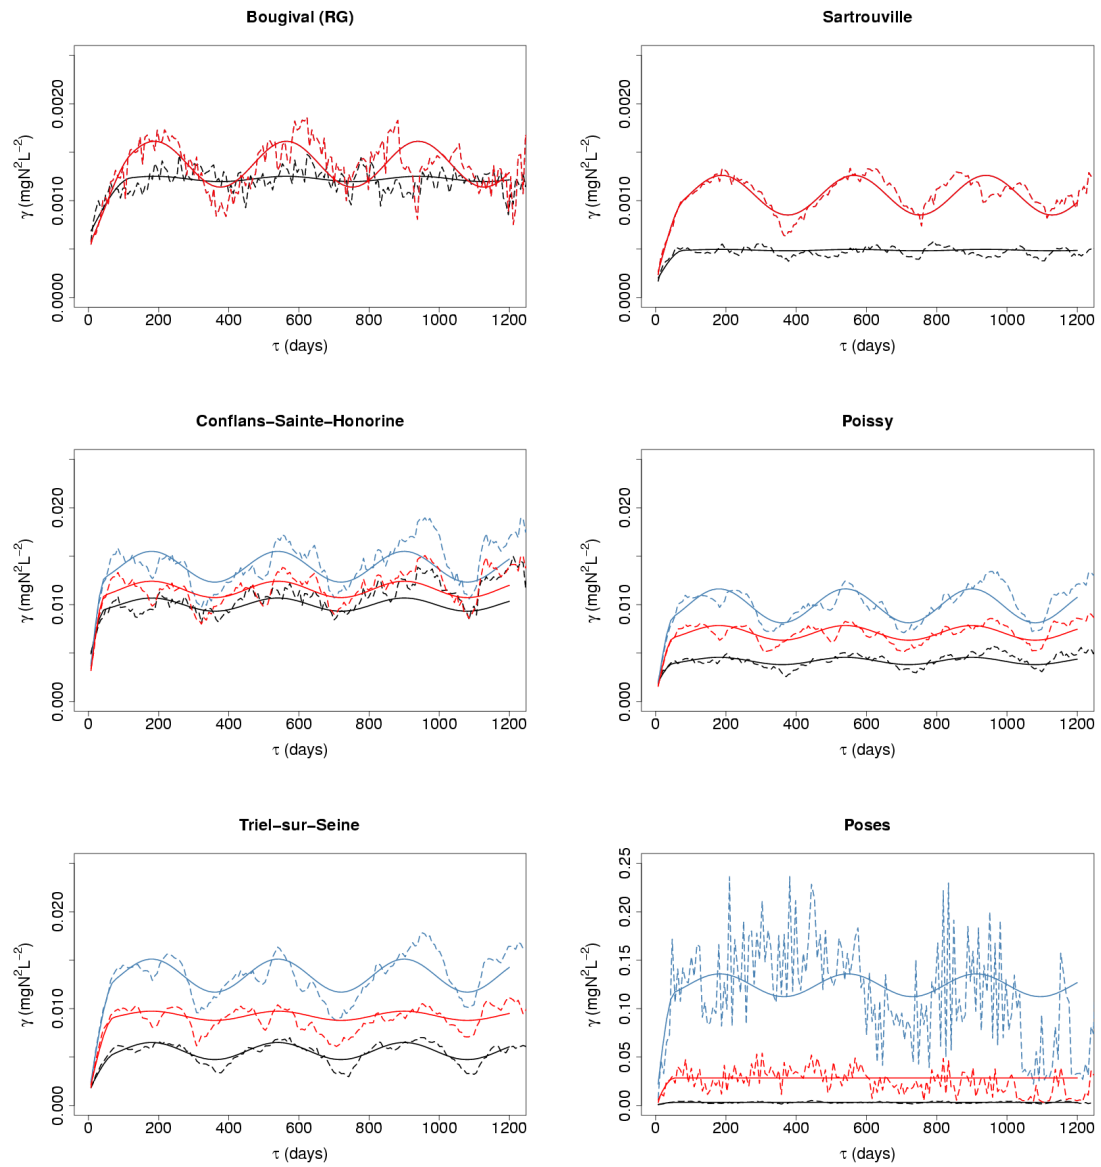 Bougival (RG)
γ (mgN²L⁻²)
0.0000 0.0010 0.0020
0 200 400 600 800 1000 1200
τ (days)
Sartrouville
γ (mgN²L⁻²)
0.0000 0.0010 0.0020
0 200 400 600 800 1000 1200
τ (days)
Conflans−Sainte−Honorine
γ (mgN²L⁻²)
0.000 0.010 0.020
0 200 400 600 800 1000 1200
τ (days)
Poissy
γ (mgN²L⁻²)
0.000 0.010 0.020
0 200 400 600 800 1000 1200
τ (days)
Triel−sur−Seine
γ (mgN²L⁻²)
0.000 0.010 0.020
0 200 400 600 800 1000 1200
τ (days)
Poses
γ (mgN²L⁻²)
0.00 0.05 0.10 0.15 0.20 0.25
0 200 400 600 800 1000 1200
τ (days)